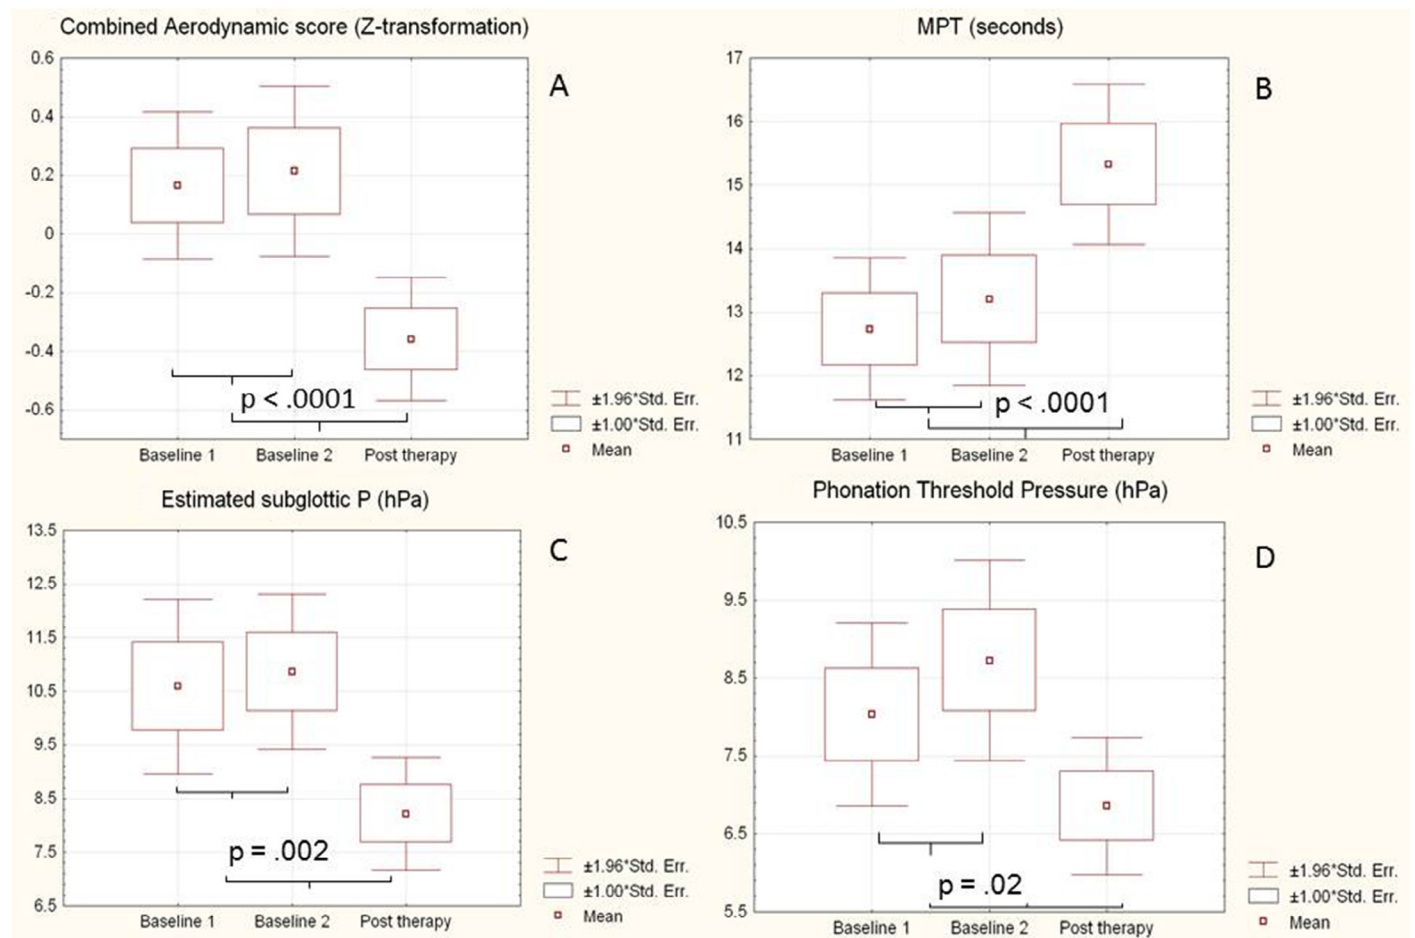 Combined Aerodynamic score (Z-transformation)
A
0.6
0.4
0.2
0
-0.2
-0.4
-0.6
p < .0001
Baseline 1 Baseline 2 Post therapy
±1.96*Std. Err.
±1.00*Std. Err.
Mean
MPT (seconds)
B
17
16
15
14
13
12
11
p < .0001
Baseline 1 Baseline 2 Post therapy
±1.96*Std. Err.
±1.00*Std. Err.
Mean
Estimated subglottic P (hPa)
C
13.5
12.5
11.5
10.5
9.5
8.5
7.5
6.5
p = .002
Baseline 1 Baseline 2 Post therapy
±1.96*Std. Err.
±1.00*Std. Err.
Mean
Phonation Threshold Pressure (hPa)
D
10.5
9.5
8.5
7.5
6.5
5.5
p = .02
Baseline 1 Baseline 2 Post therapy
±1.96*Std. Err.
±1.00*Std. Err.
Mean